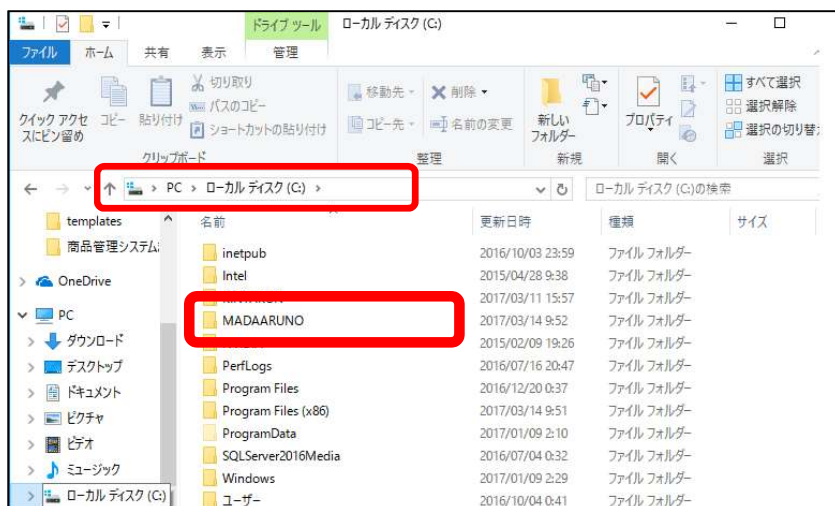 ドライブ ツール ローカル ディスク (C:)
ファイル ホーム 共有 表示 管理
クイック アクセスにピン留め
コピー
貼り付け
切り取り
パスのコピー
ショートカットの貼り付け
クリップボード
移動先
コピー先
削除
名前の変更
整理
新しいフォルダー
新規
プロパティ
開く
すべて選択
選択解除
選択の切り替
選択
PC > ローカル ディスク (C:) >
ローカル ディスク (C:)の検索
templates
商品管理システム
OneDrive
PC
ダウンロード
デスクトップ
ドキュメント
ピクチャ
ビデオ
ミュージック
ローカル ディスク (C:)
名前 更新日時 種類 サイズ
inetpub 2016/10/03 23:59 ファイル フォルダー
Intel 2015/04/28 9:38 ファイル フォルダー
2017/03/11 15:57 ファイル フォルダー
MADAARUNO 2017/03/14 9:52 ファイル フォルダー
2015/02/09 19:26 ファイル フォルダー
PerfLogs 2016/07/16 20:47 ファイル フォルダー
Program Files 2016/12/20 0:37 ファイル フォルダー
Program Files (x86) 2017/03/14 9:51 ファイル フォルダー
ProgramData 2017/01/09 2:10 ファイル フォルダー
SQLServer2016Media 2016/07/04 0:32 ファイル フォルダー
Windows 2017/01/09 2:29 ファイル フォルダー
ユーザー 2016/10/04 0:41 ファイル フォルダー